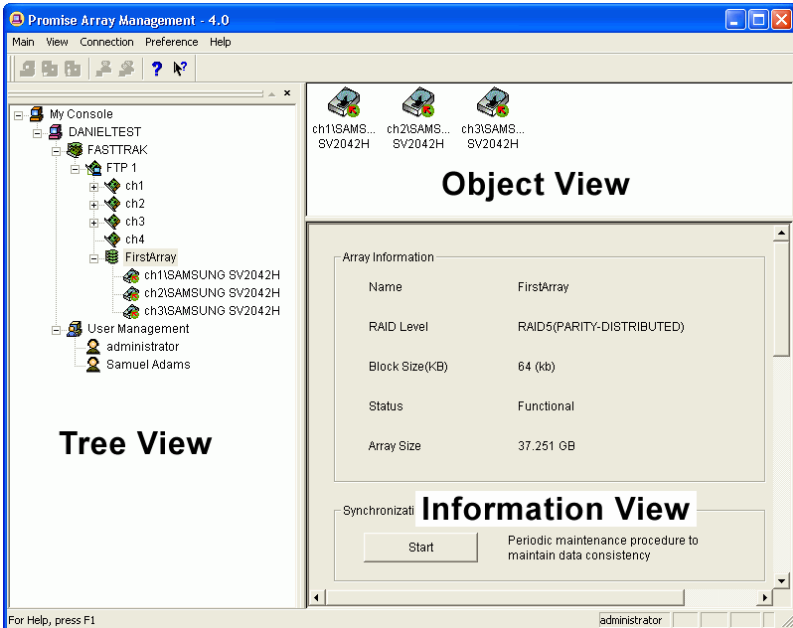 Promise Array Management - 4.0
Main View Connection Preference Help
My Console
DANIELTEST
FASTTRAK
FTP 1
ch1
ch2
ch3
ch4
FirstArray
ch1\SAMSUNG SV2042H
ch2\SAMSUNG SV2042H
ch3\SAMSUNG SV2042H
User Management
administrator
Samuel Adams
Tree View
ch1\SAMS... ch2\SAMS... ch3\SAMS...
SV2042H SV2042H SV2042H
Object View
Array Information
Name FirstArray
RAID Level RAID5(PARITY-DISTRIBUTED)
Block Size(KB) 64 (kb)
Status Functional
Array Size 37.251 GB
Synchronizati
Information View
Start
Periodic maintenance procedure to
maintain data consistency
For Help, press F1
administrator